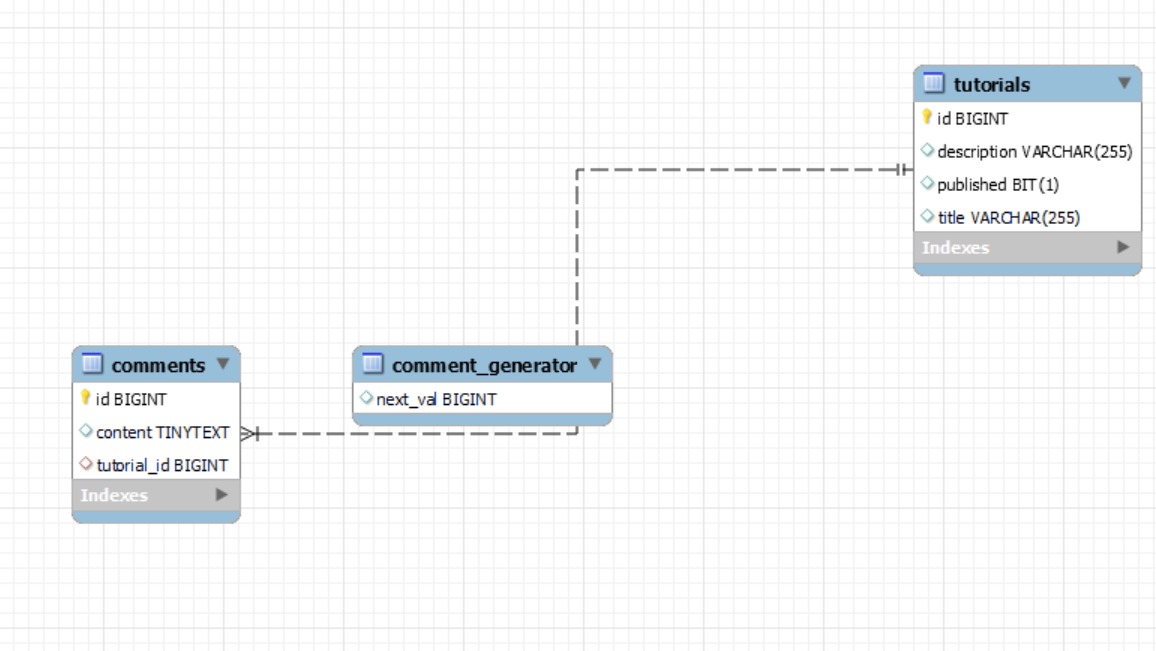 tutorials
id BIGINT
description VARCHAR(255)
published BIT(1)
title VARCHAR(255)
Indexes
comments
id BIGINT
content TINYTEXT
tutorial_id BIGINT
Indexes
comment_generator
next_val BIGINT